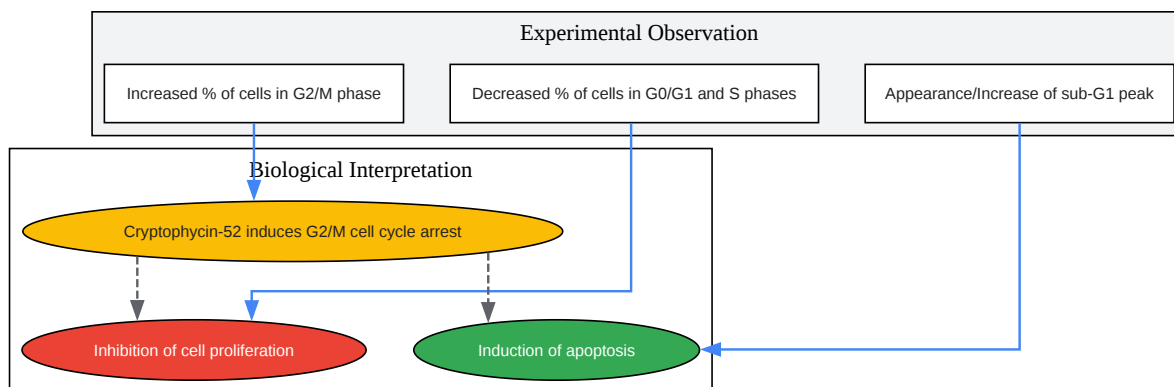 Experimental Observation
Increased % of cells in G2/M phase
Decreased % of cells in G0/G1 and S phases
Appearance/Increase of sub-G1 peak
Biological Interpretation
Cryptophycin-52 induces G2/M cell cycle arrest
Inhibition of cell proliferation
Induction of apoptosis